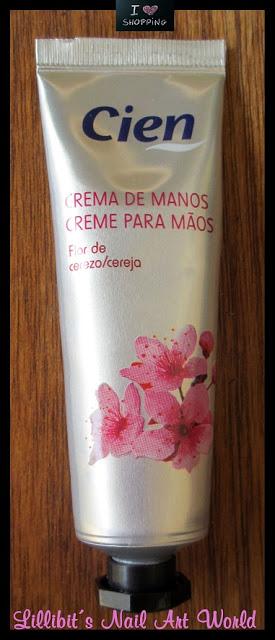 I ♥
SHOPPING
Cien
CREMA DE MANOS
CREME PARA MÃOS
Flor de
cerezo/cereja
Lillibit´s Nail Art World